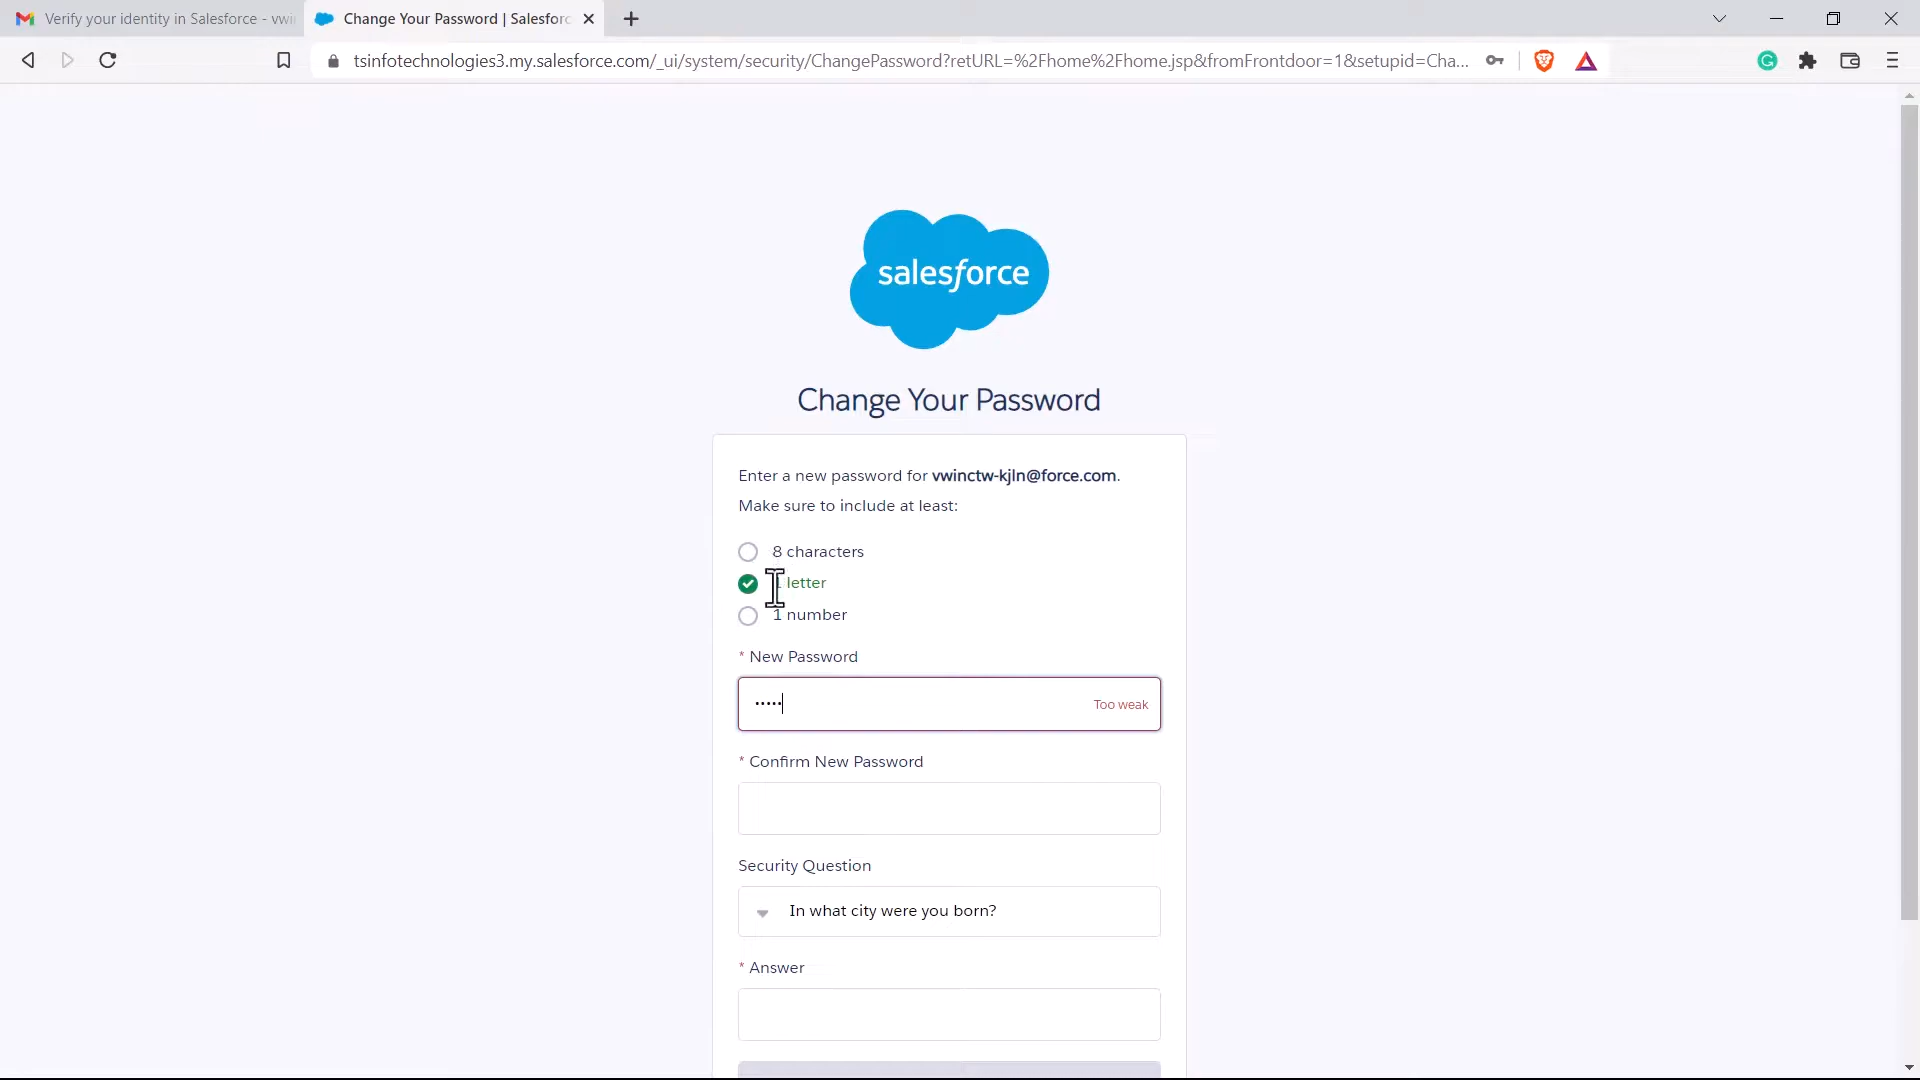 Verify your identity in Salesforce - vwi
Change Your Password | Salesforc
tsinfotechnologies3.my.salesforce.com/_ui/system/security/ChangePassword?retURL=%2Fhome%2Fhome.jsp&fromFrontdoor=1&setupid=Cha...
salesforce
Change Your Password
Enter a new password for vwinctw-kjln@force.com.
Make sure to include at least:
8 characters
1 letter
1 number
* New Password
•••••
Too weak
* Confirm New Password
Security Question
In what city were you born?
* Answer